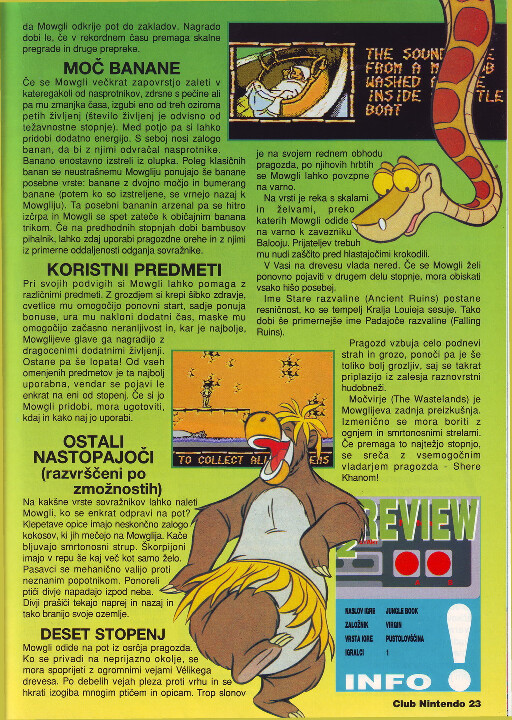 da Mowgli odkrije pot do zakladov. Nagrado
dobi le, če v rekordnem času premaga skalne
pregrade in druge prepreke.
MOČ BANANE
Če se Mowgli večkrat zapovrstjo zaleti v
kateregakoli od nasprotnikov, zdrsne s pečine ali
pa mu zmanjka časa, izgubi eno od treh oziroma
petih življenj (število življenj je odvisno od
težavnostne stopnje). Med potjo pa si lahko
pridobi dodatno energijo. S seboj nosi zalogo
banan, da bi z njimi odvračal nasprotnike.
Banano enostavno izstreli iz olupka. Poleg klasičnih
banan se neustrašnemu Mowgliju ponujajo še banane
posebne vrste: banane z dvojno močjo in bumerang
banane (potem ko so izstreljene, se vrnejo nazaj k
Mowgliju). Ta posebni bananin arzenal pa se hitro
izčrpa in Mowgli se spet zateče k običajnim banana
trikom. Če na predhodnih stopnjah dobi bambusov
pihalnik, lahko zdaj uporabi pragozdne orehe in z njimi
iz primerne oddaljenosti odganja sovražnike.
KORISTNI PREDMETI
Pri svojih podvigih si Mowgli lahko pomaga z
različnimi predmeti. Z grozdjem si krepi šibko zdravje,
cvetlice mu omogočijo ponovni start, sadje ponuja
bonuse, ura mu nakloni dodatni čas, maske mu
omogočijo začasno neranljivost in, kar je najbolje,
Mowglijeve glave ga nagradijo z
dragocenimi dodatnimi življenji.
Ostane pa še lopata! Od vseh
omenjenih predmetov je ta najbolj
uporabna, vendar se pojavi le
enkrat na eni od stopenj. Če si jo
Mowgli pridobi, mora ugotoviti,
kdaj in kako naj jo uporabi.
OSTALI
NASTOPAJOČI
(razvrščeni po
zmožnostih)
Na kakšne vrste sovražnikov lahko naleti
Mowgli, ko se enkrat odpravi na pot?
Klepetave opice imajo neskončno zalogo
kokosov, ki jih mečejo na Mowglija. Kače
bljuvajo smrtonosni strup. Škorpijoni
imajo v repu še kaj več kot samo želo.
Pasavci se mehanično valijo proti
neznanim popotnikom. Ponoreli
ptiči divje napadajo izpod neba.
Divji prašiči tekajo naprej in nazaj in
tako branijo svoje ozemlje.
DESET STOPENJ
Mowgli odide na pot iz osrčja pragozda.
Ko se privadi na neprijazno okolje, se
mora spoprijeti z ogromnimi vejami Velikega
drevesa. Po debelih vejah pleza proti vrhu in se
hkrati izogiba mnogim ptičem in opicam. Trop slonov
THE SOUN
FROM A
WASHED
INSIDE
BOAT
je na svojem rednem obhodu
pragozda, po njihovih hrbtih
se Mowgli lahko povzpne
na varno.
Na vrsti je reka s skalami
in želvami, preko
katerih Mowgli odide
na varno k zavezniku
Balooju. Prijateljev trebuh
mu nudi zaščito pred hlastajočimi krokodili.
V Vasi na drevesu vlada nered. Če se Mowgli želi
ponovno pojaviti v drugem delu stopnje, mora obiskati
vsako hišo posebej.
Ime Stare razvaline (Ancient Ruins) postane
resničnost, ko se tempelj Kralja Louieja sesuje. Tako
dobi še primernejše ime Padajoče razvaline (Falling
Ruins).
Pragozd vzbuja celo podnevi
strah in grozo, ponoči pa je še
toliko bolj grozljiv, saj se takrat
priplazijo iz zalesja raznovrstni
hudobneži.
Močvirje (The Wastelands) je
Mowglijeva zadnja preizkušnja.
Izmenično se mora boriti z
ognjem in smrtonosnimi strelami.
Če premaga to najtežjo stopnjo,
se sreča z vsemogočnim
vladarjem pragozda - Shere
Khanom!
TO COLLECT AL
REVIEW
2
NASLOV IGRE JUNGLE BOOK
ZALOŽNIK VIRGIN
VRSTA IGRE PUSTOLOVŠČINA
IGRALCI 1
INFO !
Club Nintendo 23